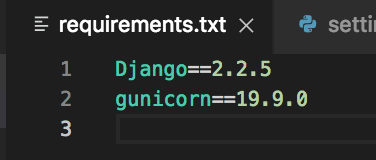 requirements.txt
settin
1 Django==2.2.5
2 gunicorn==19.9.0
3